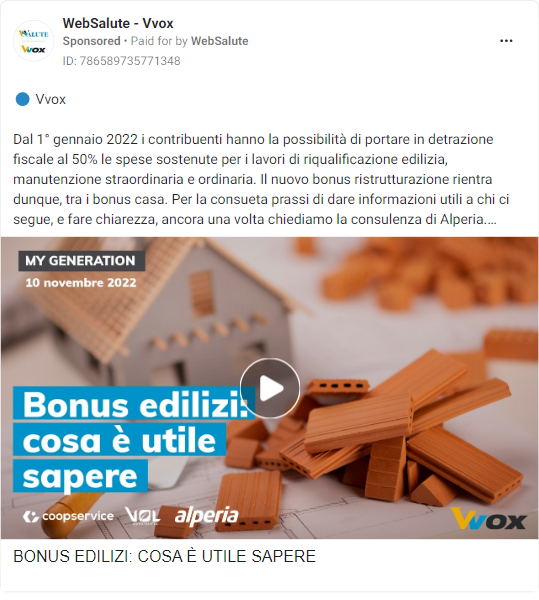 WebSalute - Vvox
Sponsored • Paid for by WebSalute
ID: 786589735771348
Vvox
Dal 1° gennaio 2022 i contribuenti hanno la possibilità di portare in detrazione
fiscale al 50% le spese sostenute per i lavori di riqualificazione edilizia,
manutenzione straordinaria e ordinaria. Il nuovo bonus ristrutturazione rientra
dunque, tra i bonus casa. Per la consueta prassi di dare informazioni utili a chi ci
segue, e fare chiarezza, ancora una volta chiediamo la consulenza di Alperia....
MY GENERATION
10 novembre 2022
Bonus edilizi:
cosa è utile
sapere
coopservice VOL alperia
Vvox
BONUS EDILIZI: COSA È UTILE SAPERE